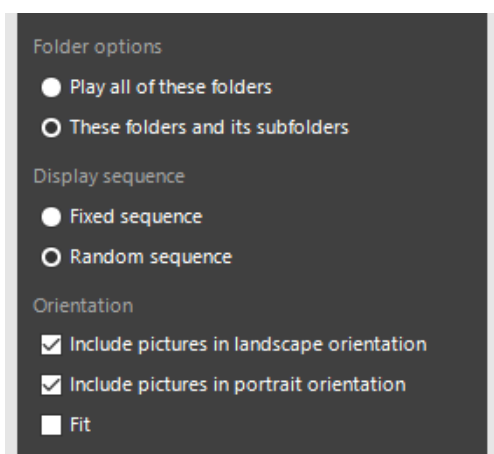 Folder options
Play all of these folders
These folders and its subfolders
Display sequence
Fixed sequence
Random sequence
Orientation
Include pictures in landscape orientation
Include pictures in portrait orientation
Fit